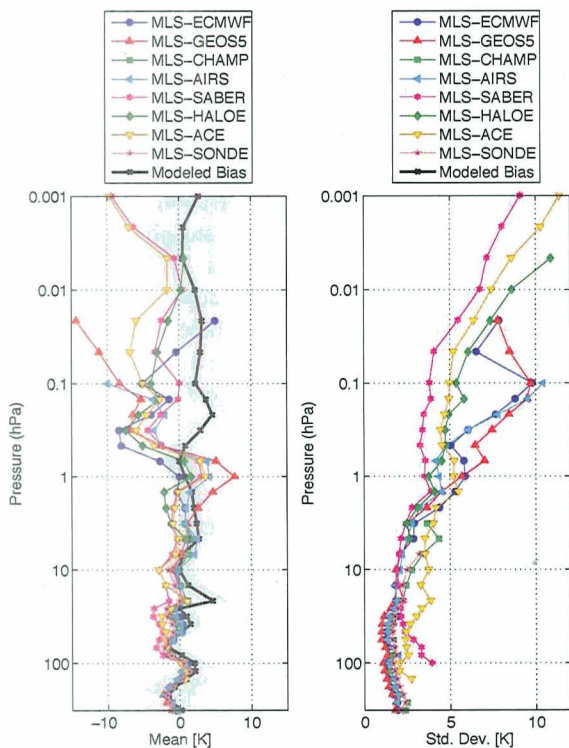 MLS-ECMWF
MLS-GEOS5
MLS-CHAMP
MLS-AIRS
MLS-SABER
MLS-HALOE
MLS-ACE
MLS-SONDE
Modeled Bias
0.001
0.01
0.1
1
10
100
Pressure (hPa)
-10
0
10
Mean [K]
MLS-ECMWF
MLS-GEOS5
MLS-CHAMP
MLS-AIRS
MLS-SABER
MLS-HALOE
MLS-ACE
MLS-SONDE
Modeled Bias
0.001
0.01
0.1
1
10
100
Pressure (hPa)
0
5
10
Std. Dev. [K]